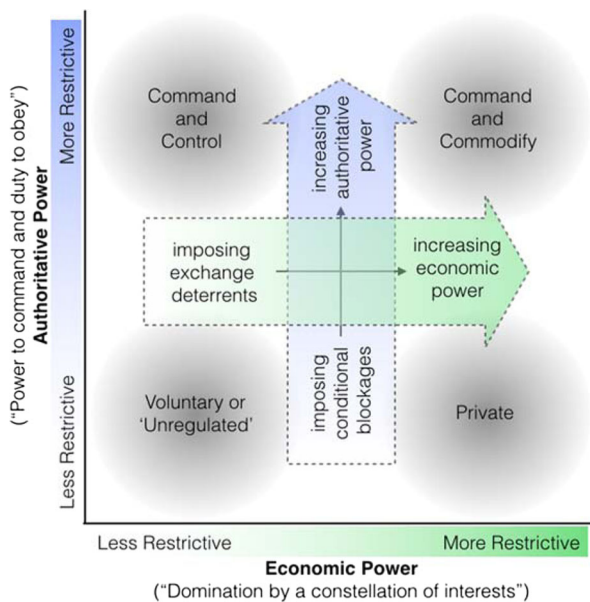 ("Power to command and duty to obey")
Authoritative Power
More Restrictive
Less Restrictive
Command
and
Control
increasing
authoritative
power
Command
and
Commodify
imposing
exchange
deterrents
increasing
economic
power
Voluntary or
'Unregulated'
imposing
conditional
blockages
Private
Less Restrictive
More Restrictive
Economic Power
("Domination by a constellation of interests")